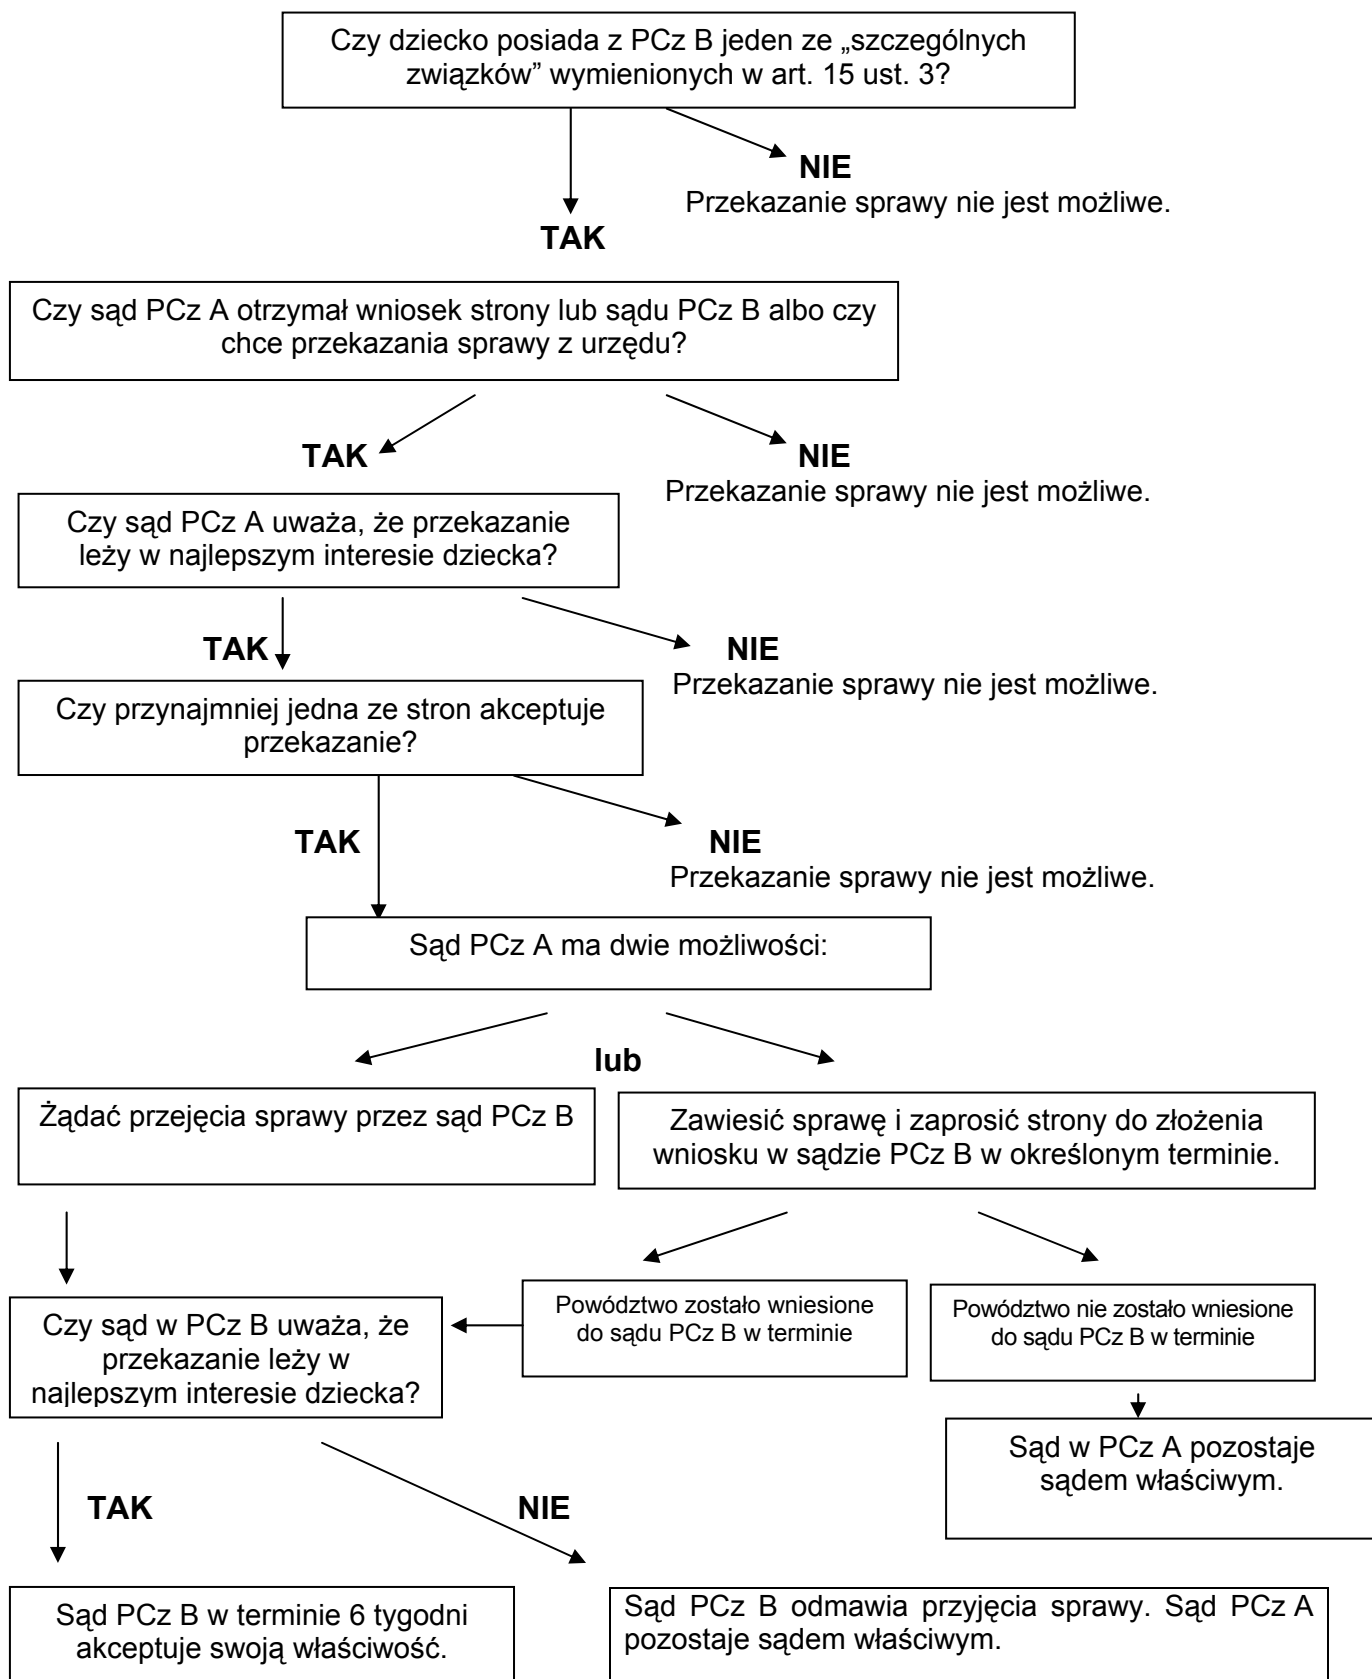 Czy dziecko posiada z PCz B jeden ze „szczególnych
związków” wymienionych w art. 15 ust. 3?
NIE
Przekazanie sprawy nie jest możliwe.
TAK
Czy sąd PCz A otrzymał wniosek strony lub sądu PCz B albo czy
chce przekazania sprawy z urzędu?
TAK
NIE
Przekazanie sprawy nie jest możliwe.
Czy sąd PCz A uważa, że przekazanie
leży w najlepszym interesie dziecka?
TAK
NIE
Przekazanie sprawy nie jest możliwe.
Czy przynajmniej jedna ze stron akceptuje
przekazanie?
TAK
NIE
Przekazanie sprawy nie jest możliwe.
Sąd PCz A ma dwie możliwości:
lub
Żądać przejęcia sprawy przez sąd PCz B
Zawiesić sprawę i zaprosić strony do złożenia
wniosku w sądzie PCz B w określonym terminie.
Powództwo zostało wniesione
do sądu PCz B w terminie
Powództwo nie zostało wniesione
do sądu PCz B w terminie
Czy sąd w PCz B uważa, że
przekazanie leży w
najlepszym interesie dziecka?
Sąd w PCz A pozostaje
sądem właściwym.
TAK
NIE
Sąd PCz B w terminie 6 tygodni
akceptuje swoją właściwość.
Sąd PCz B odmawia przyjęcia sprawy. Sąd PCz A
pozostaje sądem właściwym.